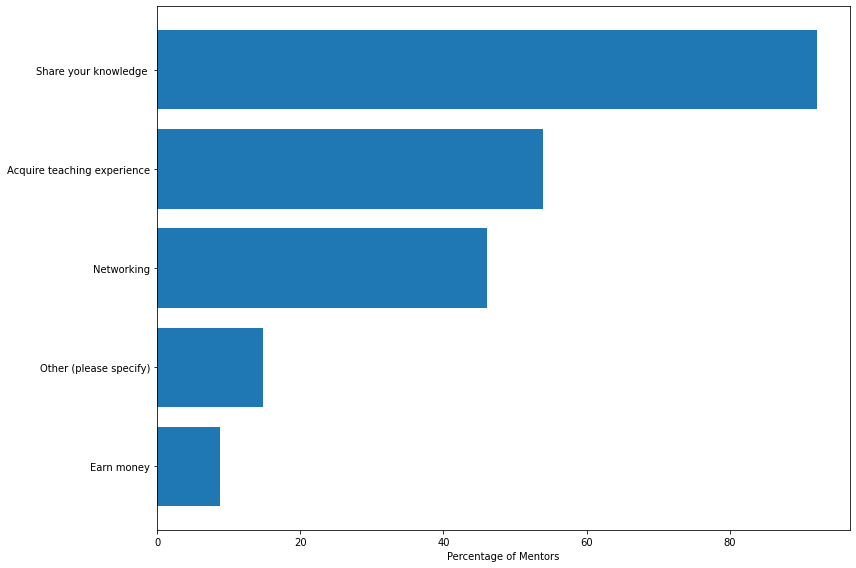 Share your knowledge
Acquire teaching experience
Networking
Other (please specify)
Earn money
0 20 40 60 80
Percentage of Mentors